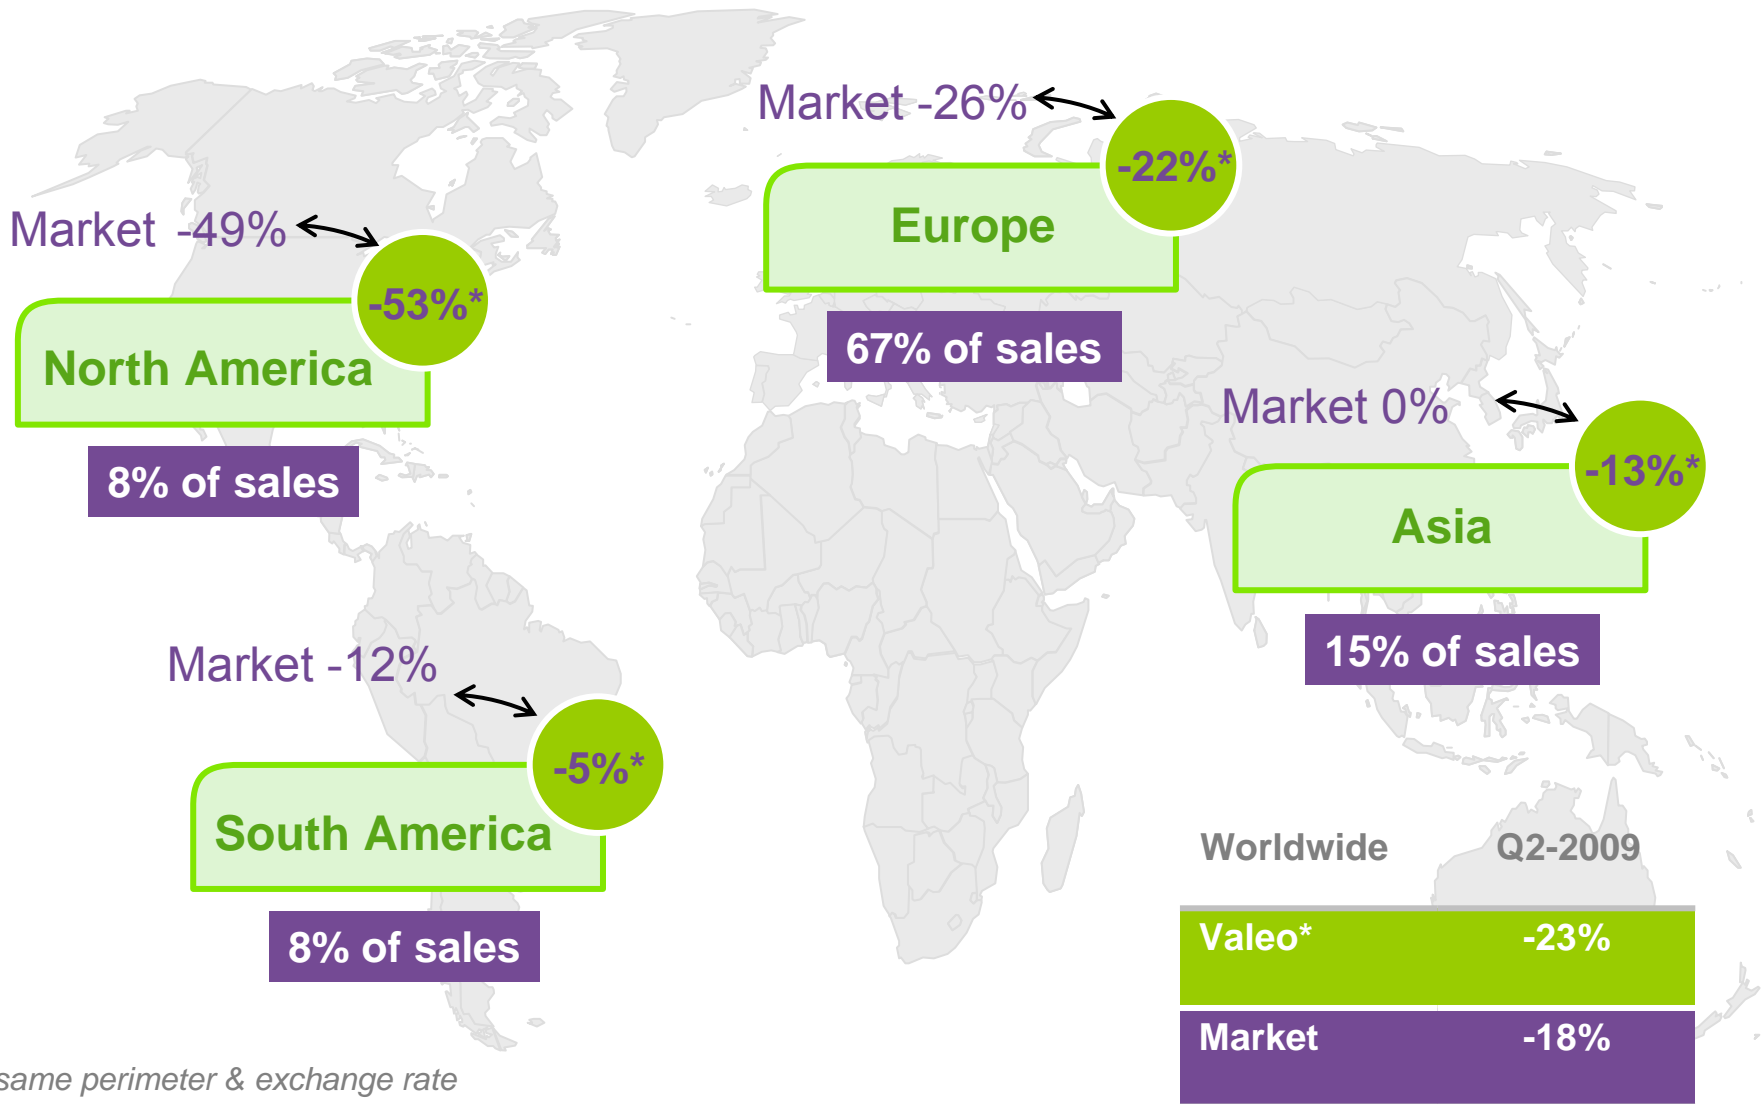 Market -26%
-22%*
Europe
67% of sales
Market -49%
-53%*
North America
8% of sales
Market 0%
-13%*
Asia
15% of sales
Market -12%
-5%*
South America
8% of sales
Worldwide Q2-2009
Valeo* -23%
Market -18%
same perimeter & exchange rate